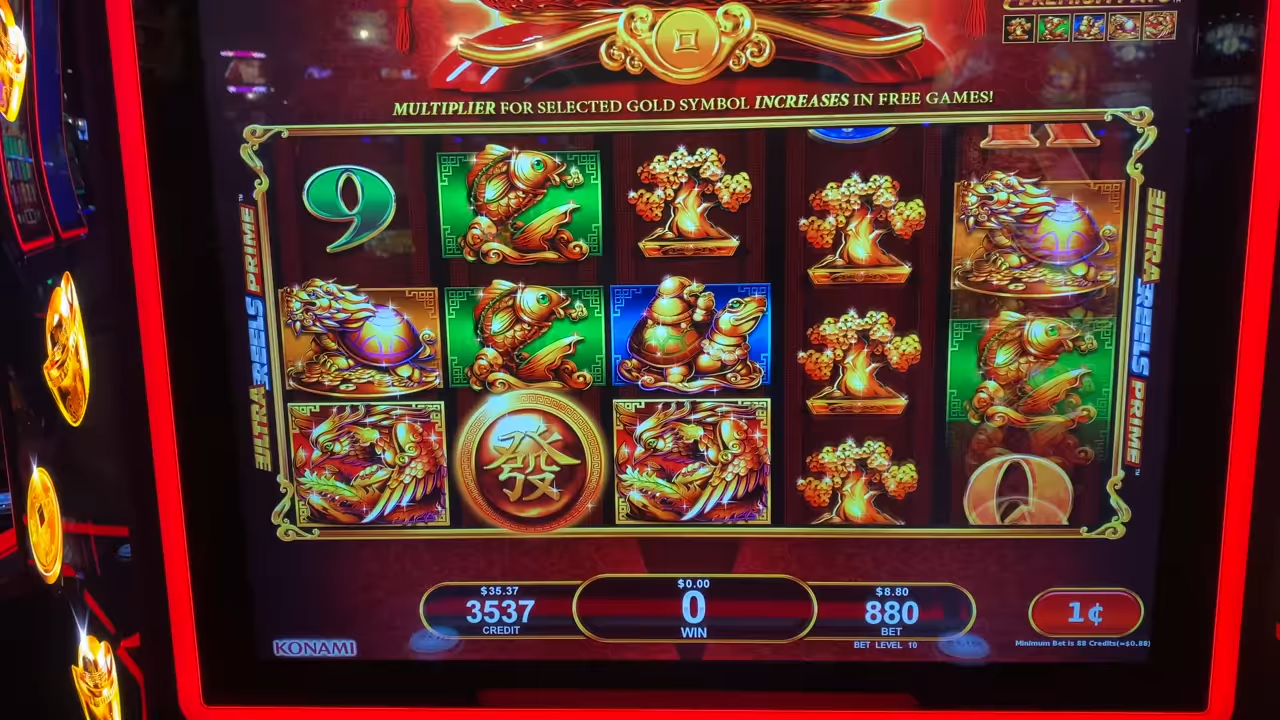 MULTIPLIER FOR SELECTED GOLD SYMBOL INCREASES IN FREE GAMES!
9
發
Q
ULTRA REELS PRIME™
ULTRA REELS PRIME™
$35.37
3537
CREDIT
$0.00
0
WIN
$8.80
880
BET
BET LEVEL 10
1¢
Minimum Bet is 88 Credits(=$0.88)
KONAMI